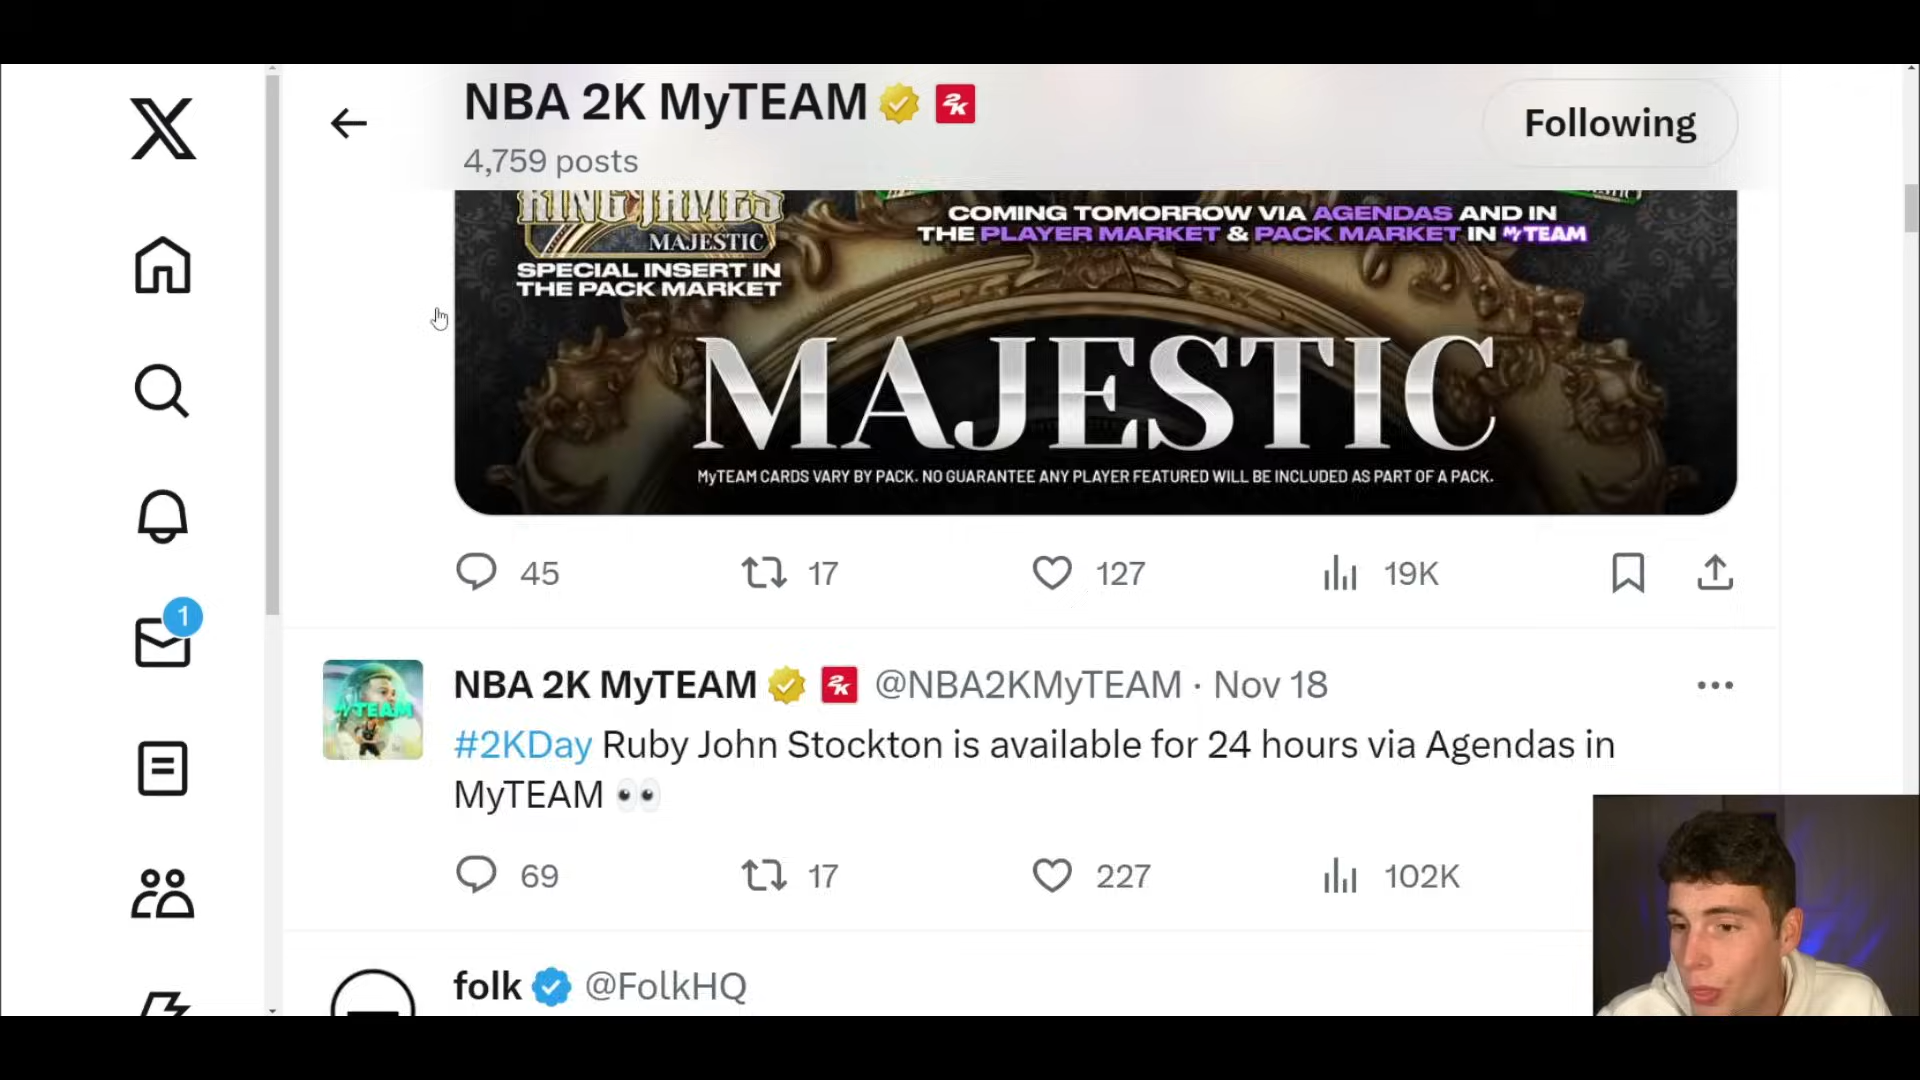 NBA 2K MyTEAM
4,759 posts
Following
KING JAMES
MAJESTIC
SPECIAL INSERT IN
THE PACK MARKET
COMING TOMORROW VIA AGENDAS AND IN
THE PLAYER MARKET & PACK MARKET IN MyTEAM
MAJESTIC
MyTEAM CARDS VARY BY PACK. NO GUARANTEE ANY PLAYER FEATURED WILL BE INCLUDED AS PART OF A PACK.
45 17 127 19K
1
NBA 2K MyTEAM @NBA2KMyTEAM · Nov 18
#2KDay Ruby John Stockton is available for 24 hours via Agendas in
MyTEAM 👀
69 17 227 102K
folk @FolkHQ